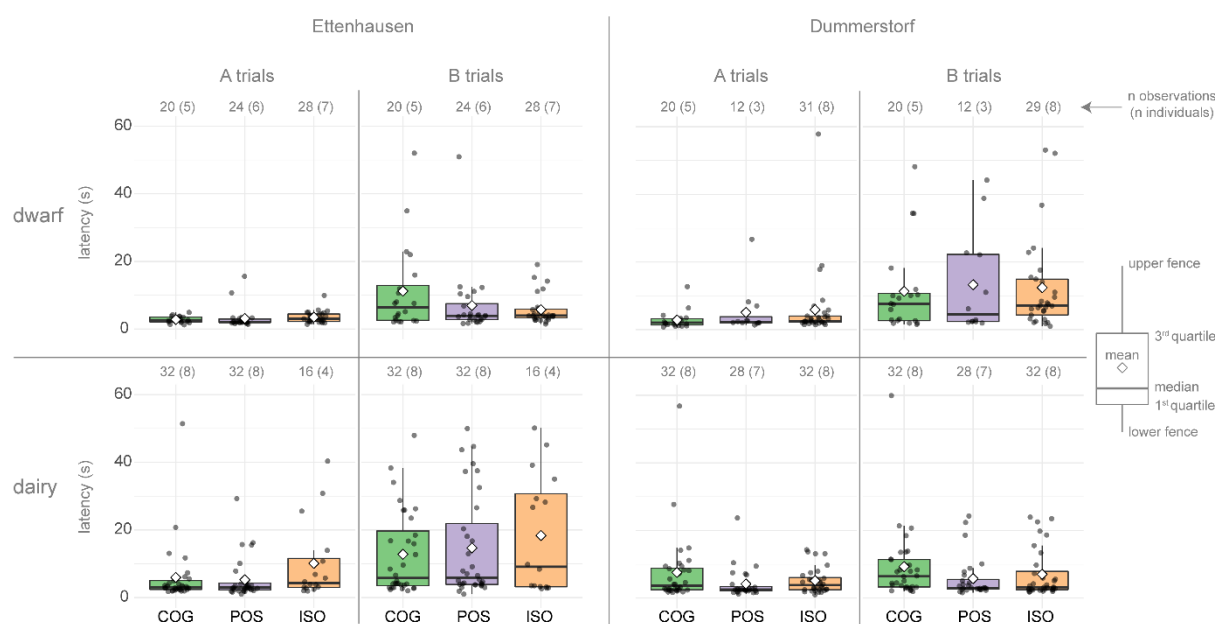 Ettenhausen Dummerstorf
A trials B trials A trials B trials
20 (5) 24 (6) 28 (7) 20 (5) 24 (6) 28 (7) 20 (5) 12 (3) 31 (8) 20 (5) 12 (3) 29 (8)
n observations
(n individuals)
60
40
dwarf
latency (s)
20
0
upper fence
3rd quartile
mean
median
1st quartile
lower fence
32 (8) 32 (8) 16 (4) 32 (8) 32 (8) 16 (4) 32 (8) 28 (7) 32 (8) 32 (8) 28 (7) 32 (8)
60
40
dairy
latency (s)
20
0
COG POS ISO COG POS ISO COG POS ISO COG POS ISO